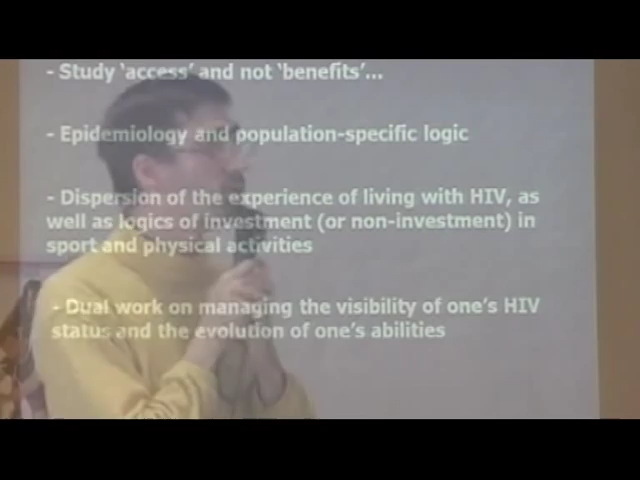 - Study ‘access’ and not ‘benefits’...
- Epidemiology and population-specific logic
- Dispersion of the experience of living with HIV, as
well as logics of investment (or non-investment) in
sport and physical activities
- Dual work on managing the visibility of one’s HIV
status and the evolution of one’s abilities